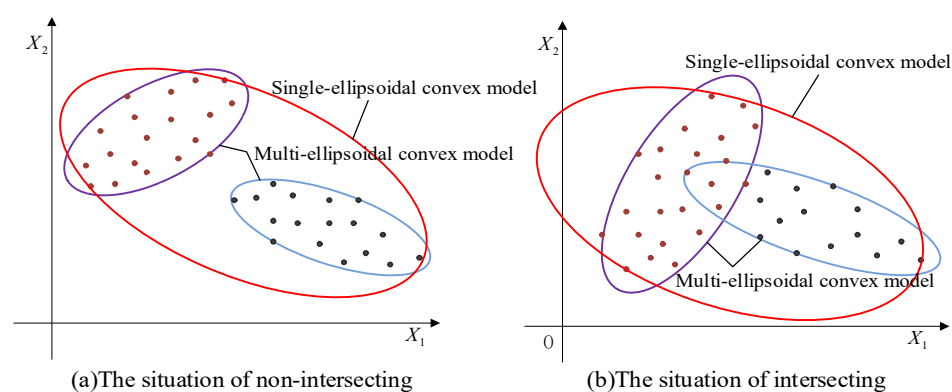 X₂
Single-ellipsoidal convex model
Multi-ellipsoidal convex model
X₁
(a)The situation of non-intersecting
X₂
Single-ellipsoidal convex model
Multi-ellipsoidal convex model
0
X₁
(b)The situation of intersecting